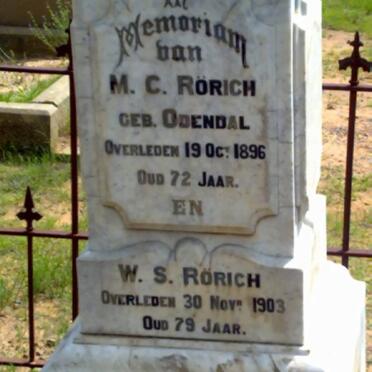 Memoriam
van
M. C. RÖRICH
GEB. ODENDAL
OVERLEDEN 19 OCT. 1896
OUD 72 JAAR.
EN
W. S. RÖRICH
OVERLEDEN 30 NOVR. 1903
OUD 79 JAAR.